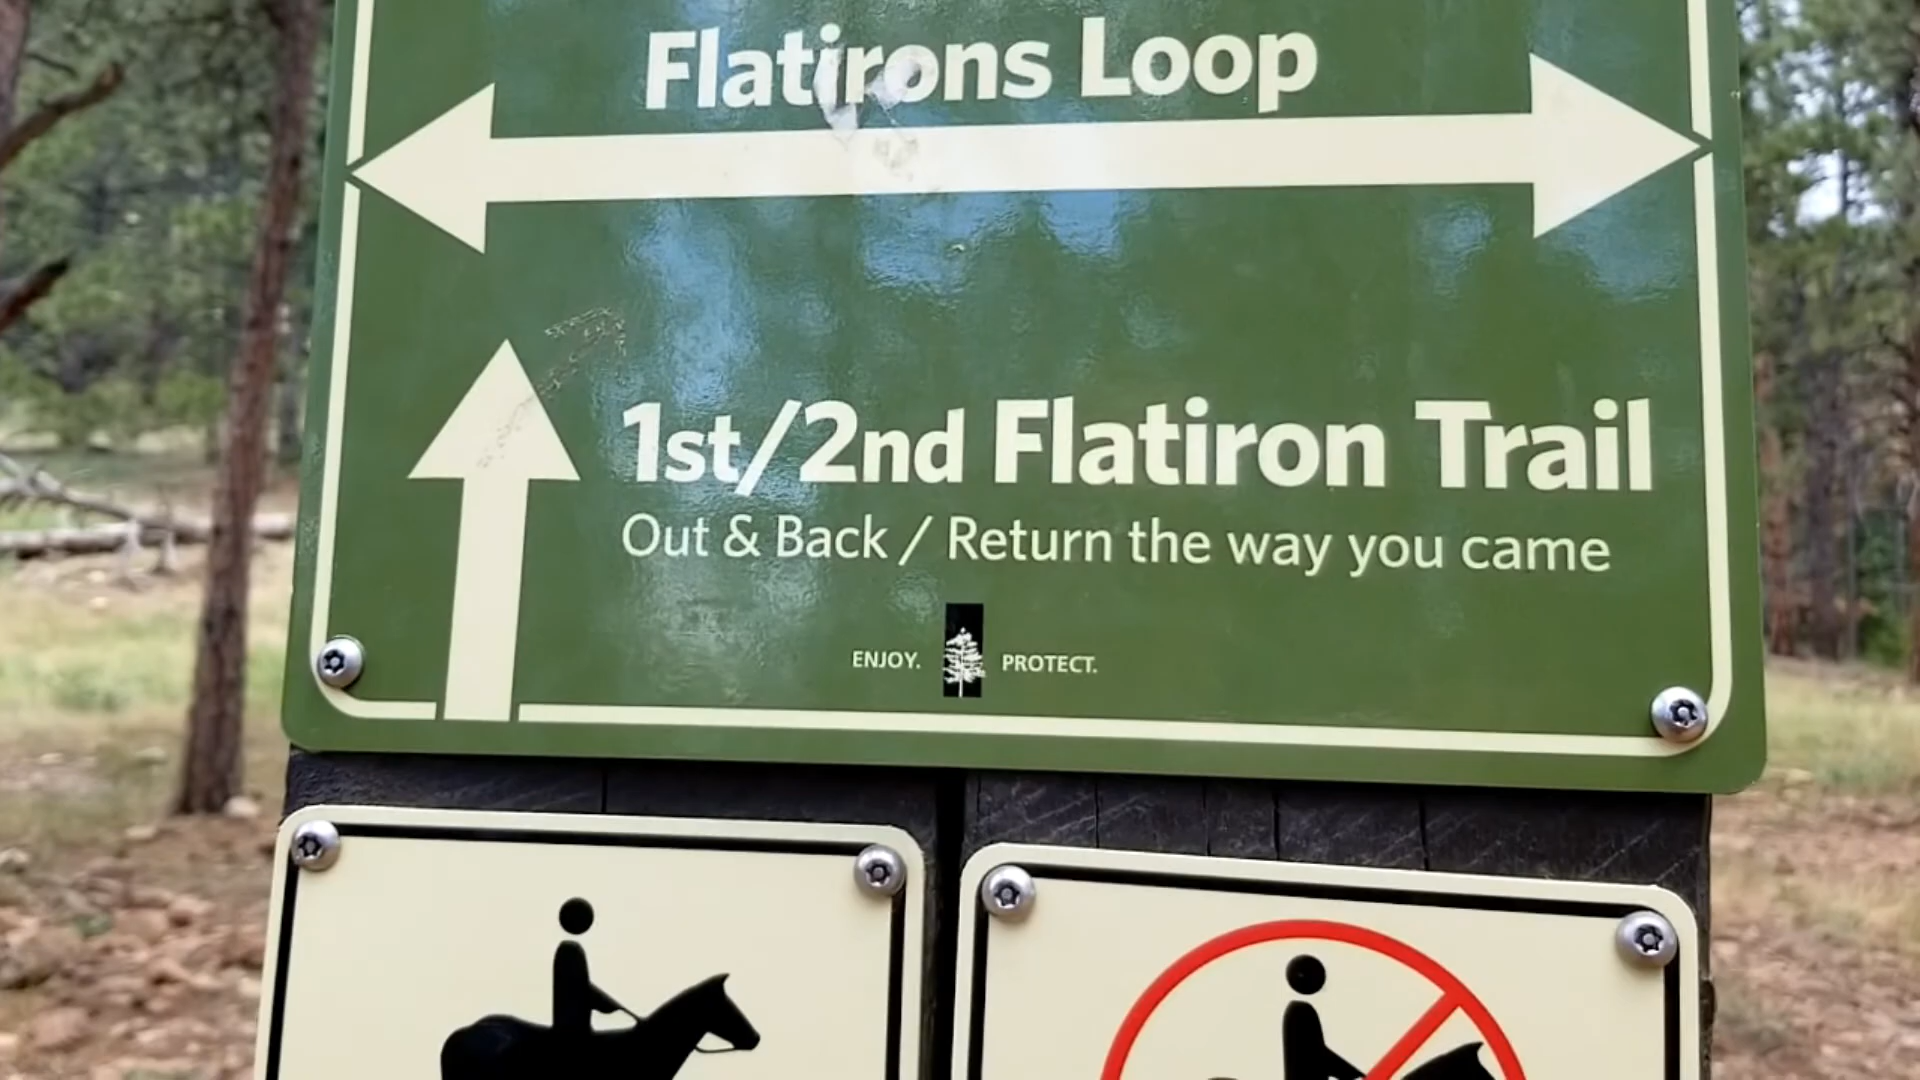 Flatirons Loop
1st/2nd Flatiron Trail
Out & Back / Return the way you came
ENJOY. PROTECT.